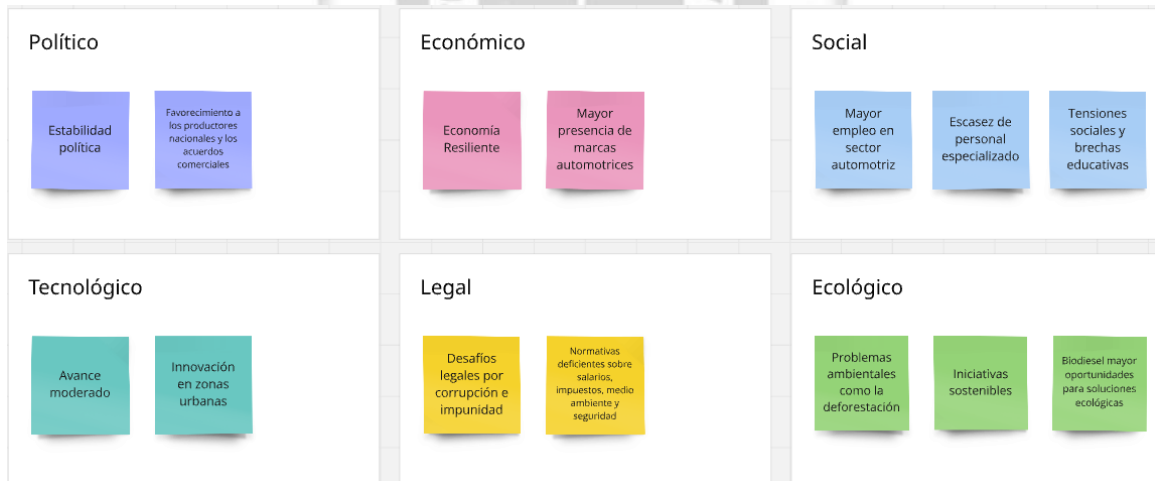 Político
Estabilidad
política
Favorecimiento a
los productores
nacionales y los
acuerdos
comerciales
Económico
Economía
Resiliente
Mayor
presencia de
marcas
automotrices
Social
Mayor
empleo en
sector
automotriz
Escasez de
personal
especializado
Tensiones
sociales y
brechas
educativas
Tecnológico
Avance
moderado
Innovación
en zonas
urbanas
Legal
Desafíos
legales por
corrupción e
impunidad
Normativas
deficientes sobre
salarios,
impuestos, medio
ambiente y
seguridad
Ecológico
Problemas
ambientales
como la
deforestación
Iniciativas
sostenibles
Biodiesel mayor
oportunidades
para soluciones
ecológicas